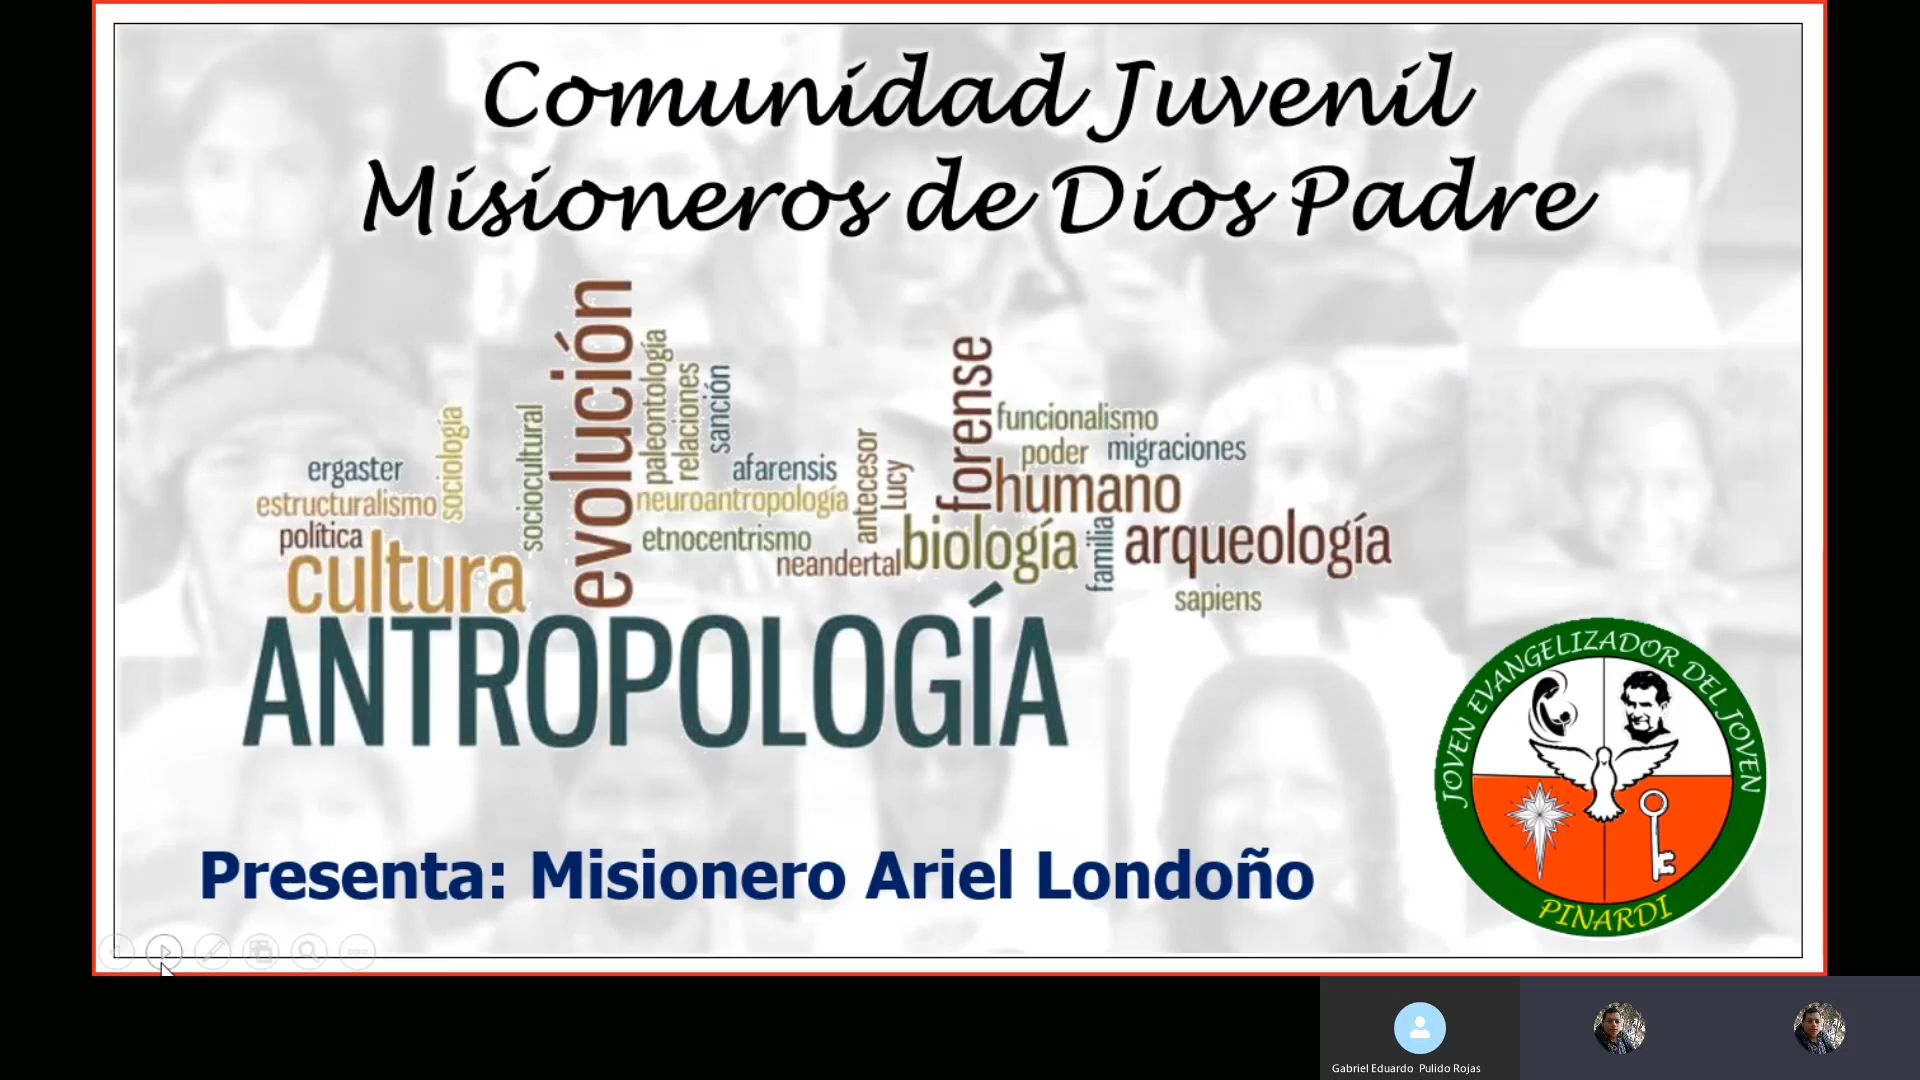 Comunidad Juvenil
Misioneros de Dios Padre
evolución
paleontología
relaciones
sanción
forense
funcionalismo
poder
migraciones
ergaster
sociología
sociocultural
afarensis
antecesor
Lucy
humano
estructuralismo
neuroantropología
política
etnocentrismo
neandertal
biología
familia
arqueología
cultura
sapiens
ANTROPOLOGÍA
JOVEN EVANGELIZADOR DEL JOVEN
PINARDI
Presenta: Misionero Ariel Londoño
Gabriel Eduardo Pulido Rojas